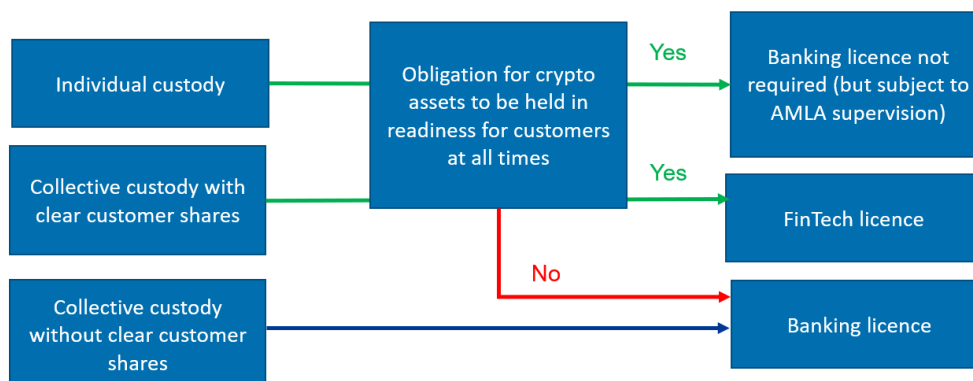 Individual custody
Obligation for crypto
assets to be held in
readiness for customers
at all times
Yes
Banking licence not
required (but subject to
AMLA supervision)
Collective custody with
clear customer shares
Yes
FinTech licence
No
Collective custody
without clear customer
shares
Banking licence